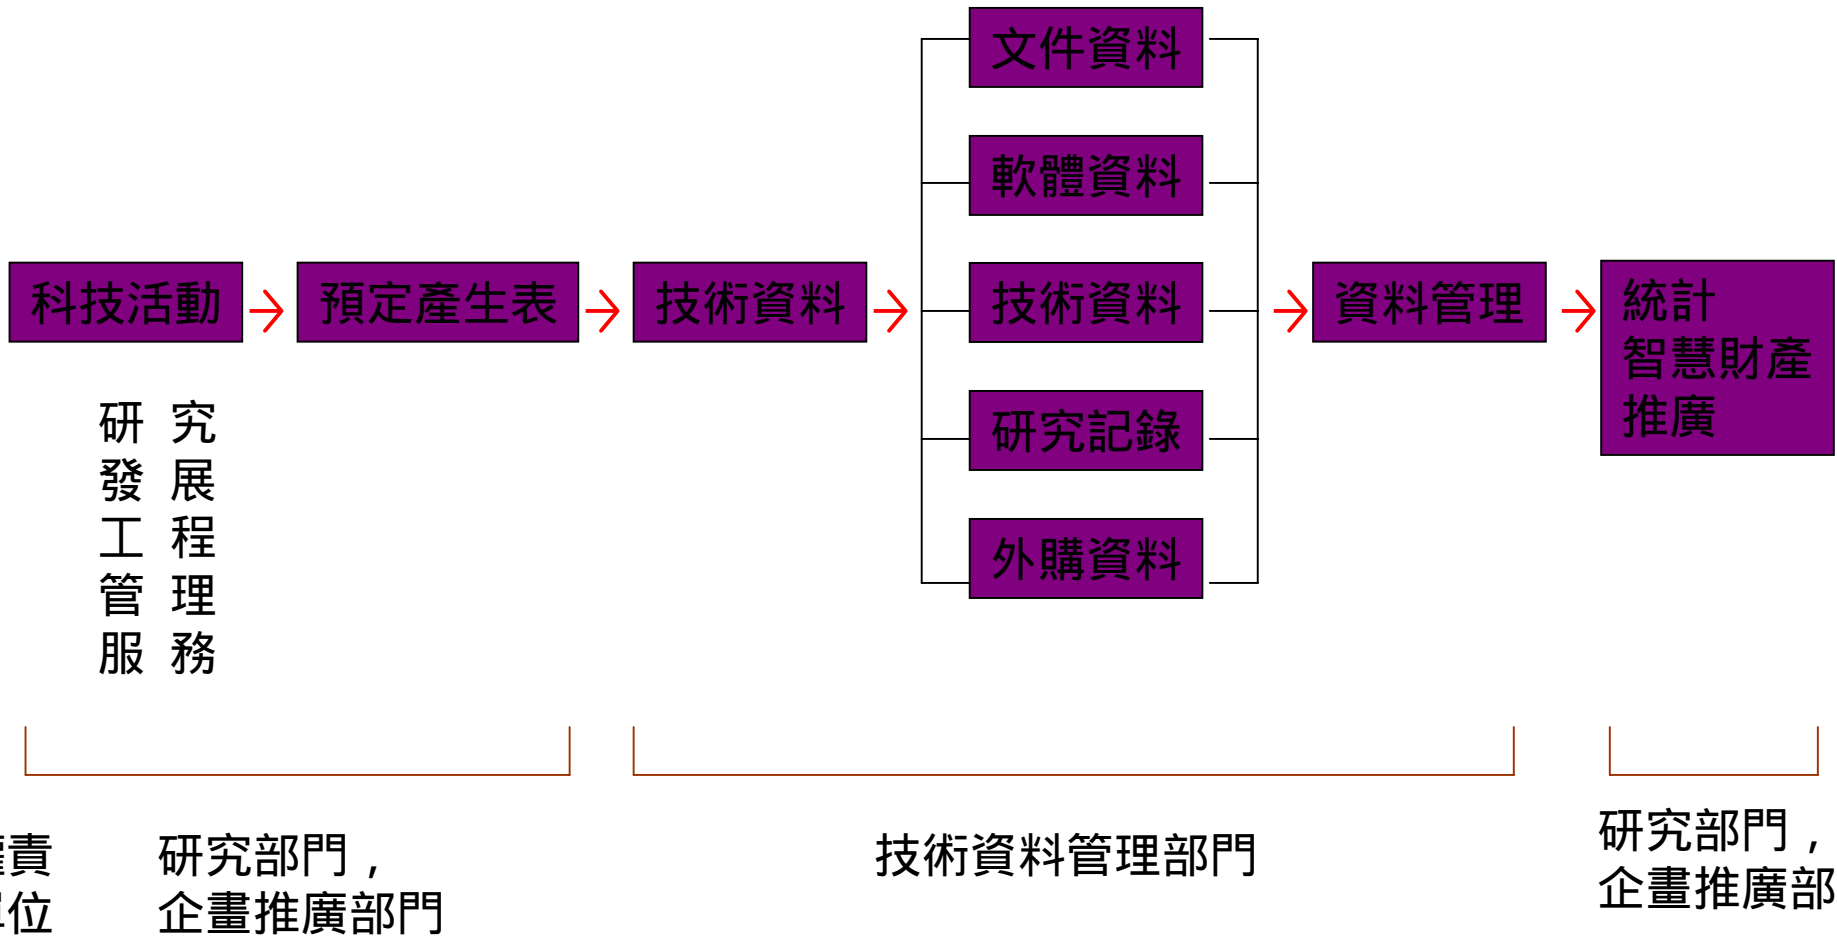 文件資料
軟體資料
科技活動
預定產生表
技術資料
技術資料
資料管理
統計
智慧財產
推廣
研究記錄
外購資料
研 究
發 展
工 程
管 理
服 務
責
位
研究部門，
企畫推廣部門
技術資料管理部門
研究部門，
企畫推廣部